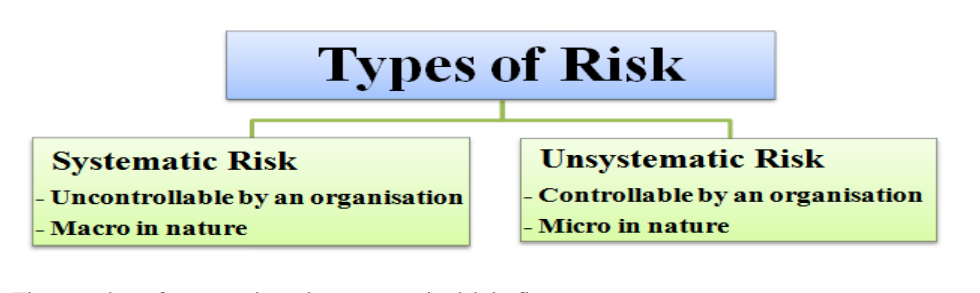 Types of Risk
Systematic Risk
- Uncontrollable by an organisation
- Macro in nature
Unsystematic Risk
- Controllable by an organisation
- Micro in nature